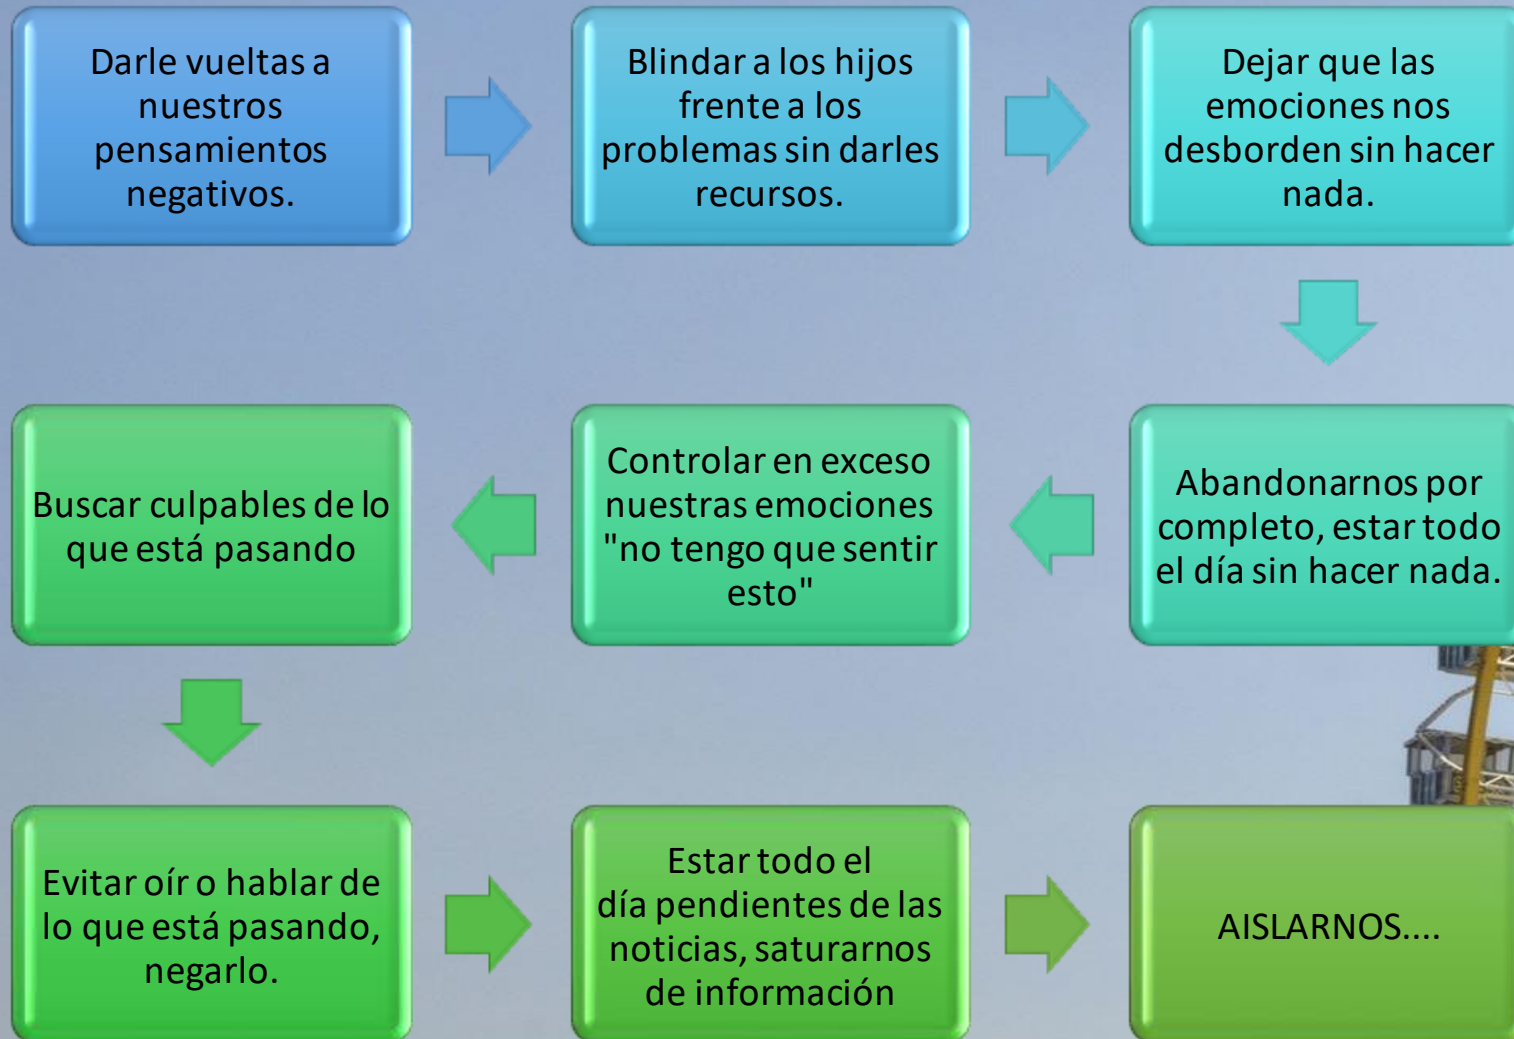 Darle vueltas a
nuestros
pensamientos
negativos.
Blindar a los hijos
frente a los
problemas sin darles
recursos.
Dejar que las
emociones nos
desborden sin hacer
nada.
Abandonarnos por
completo, estar todo
el día sin hacer nada.
Controlar en exceso
nuestras emociones
"no tengo que sentir
esto"
Buscar culpables de lo
que está pasando
Evitar oír o hablar de
lo que está pasando,
negarlo.
Estar todo el
día pendientes de las
noticias, saturarnos
de información
AISLARNOS....